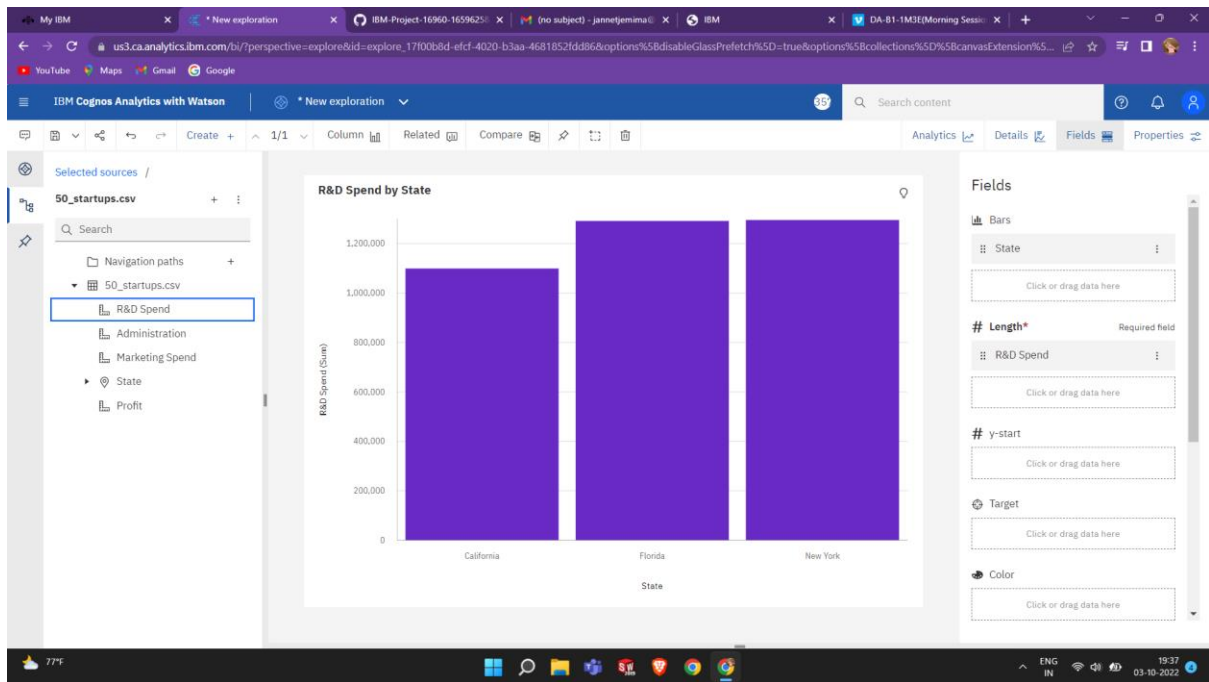 My IBM
* New exploration
IBM-Project-16960-1659625
(no subject) - jannetjemima@
IBM
DA-B1-1M3E(Morning Sessio
us3.ca.analytics.ibm.com/bi/?perspective=explore&id=explore_17f00b8d-efcf-4020-b3aa-4681852fdd86&options%5BdisableGlassPrefetch%5D=true&options%5Bcollections%5D%5BcanvasExtension%5...
YouTube Maps Gmail Google
IBM Cognos Analytics with Watson
* New exploration
Search content
Create +
1/1
Column
Related
Compare
Analytics
Details
Fields
Properties
Selected sources /
50_startups.csv
Search
Navigation paths
50_startups.csv
R&D Spend
Administration
Marketing Spend
State
Profit
R&D Spend by State
1,200,000
1,000,000
800,000
600,000
400,000
200,000
0
R&D Spend (Sum)
California Florida New York
State
Fields
Bars
State
Click or drag data here
# Length* Required field
R&D Spend
Click or drag data here
# y-start
Click or drag data here
Target
Click or drag data here
Color
Click or drag data here
77°F
ENG
IN
19:37
03-10-2022
4